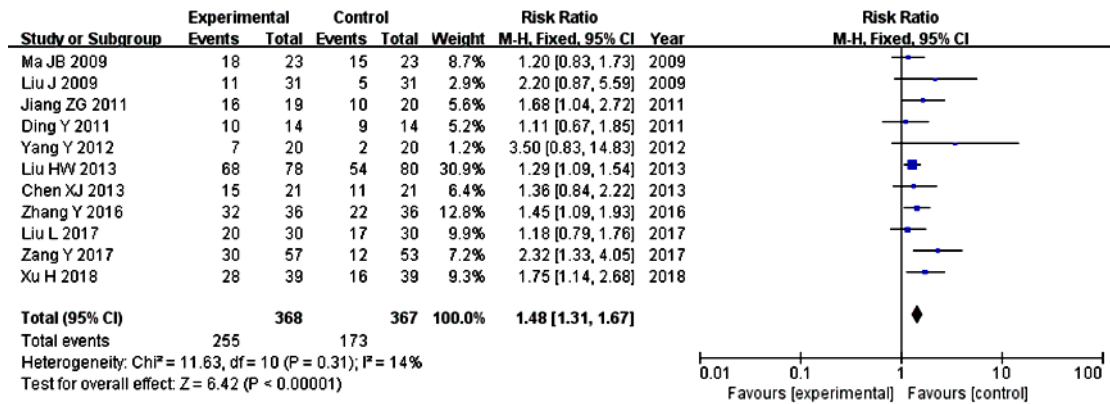 Experimental Control Risk Ratio Risk Ratio
Study or Subgroup Events Total Events Total Weight M-H, Fixed, 95% CI Year M-H, Fixed, 95% CI
Ma JB 2009 18 23 15 23 8.7% 1.20 [0.83, 1.73] 2009
Liu J 2009 11 31 5 31 2.9% 2.20 [0.87, 5.59] 2009
Jiang ZG 2011 16 19 10 20 5.6% 1.68 [1.04, 2.72] 2011
Ding Y 2011 10 14 9 14 5.2% 1.11 [0.67, 1.85] 2011
Yang Y 2012 7 20 2 20 1.2% 3.50 [0.83, 14.83] 2012
Liu HW 2013 68 78 54 80 30.9% 1.29 [1.09, 1.54] 2013
Chen XJ 2013 15 21 11 21 6.4% 1.36 [0.84, 2.22] 2013
Zhang Y 2016 32 36 22 36 12.8% 1.45 [1.09, 1.93] 2016
Liu L 2017 20 30 17 30 9.9% 1.18 [0.79, 1.76] 2017
Zang Y 2017 30 57 12 53 7.2% 2.32 [1.33, 4.05] 2017
Xu H 2018 28 39 16 39 9.3% 1.75 [1.14, 2.68] 2018
Total (95% CI) 368 367 100.0% 1.48 [1.31, 1.67]
Total events 255 173
Heterogeneity: Chi² = 11.63, df = 10 (P = 0.31); I² = 14%
Test for overall effect: Z = 6.42 (P < 0.00001)
0.01 0.1 1 10 100
Favours [experimental] Favours [control]